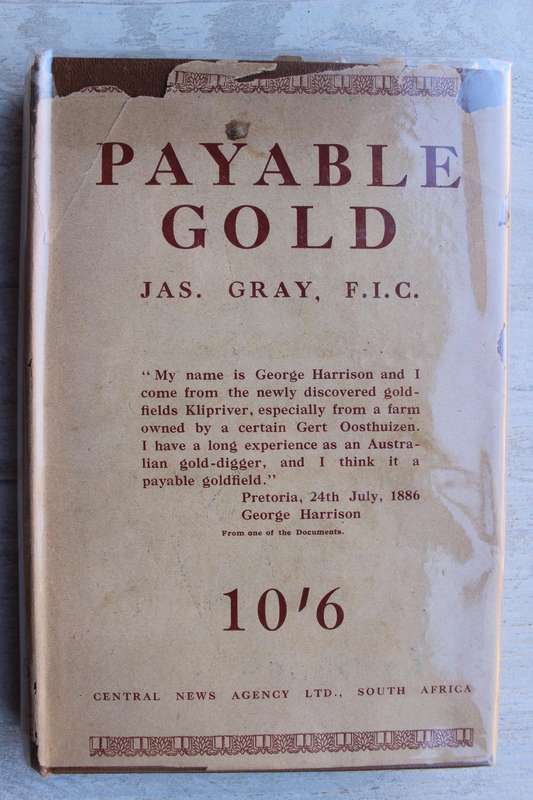 PAYABLE
GOLD
JAS. GRAY, F.I.C.
"My name is George Harrison and I
come from the newly discovered gold-
fields Klipriver, especially from a farm
owned by a certain Gert Oosthuizen.
I have a long experience as an Austra-
lian gold-digger, and I think it a
payable goldfield."
Pretoria, 24th July, 1886
George Harrison
From one of the Documents.
10'6
CENTRAL NEWS AGENCY LTD., SOUTH AFRICA